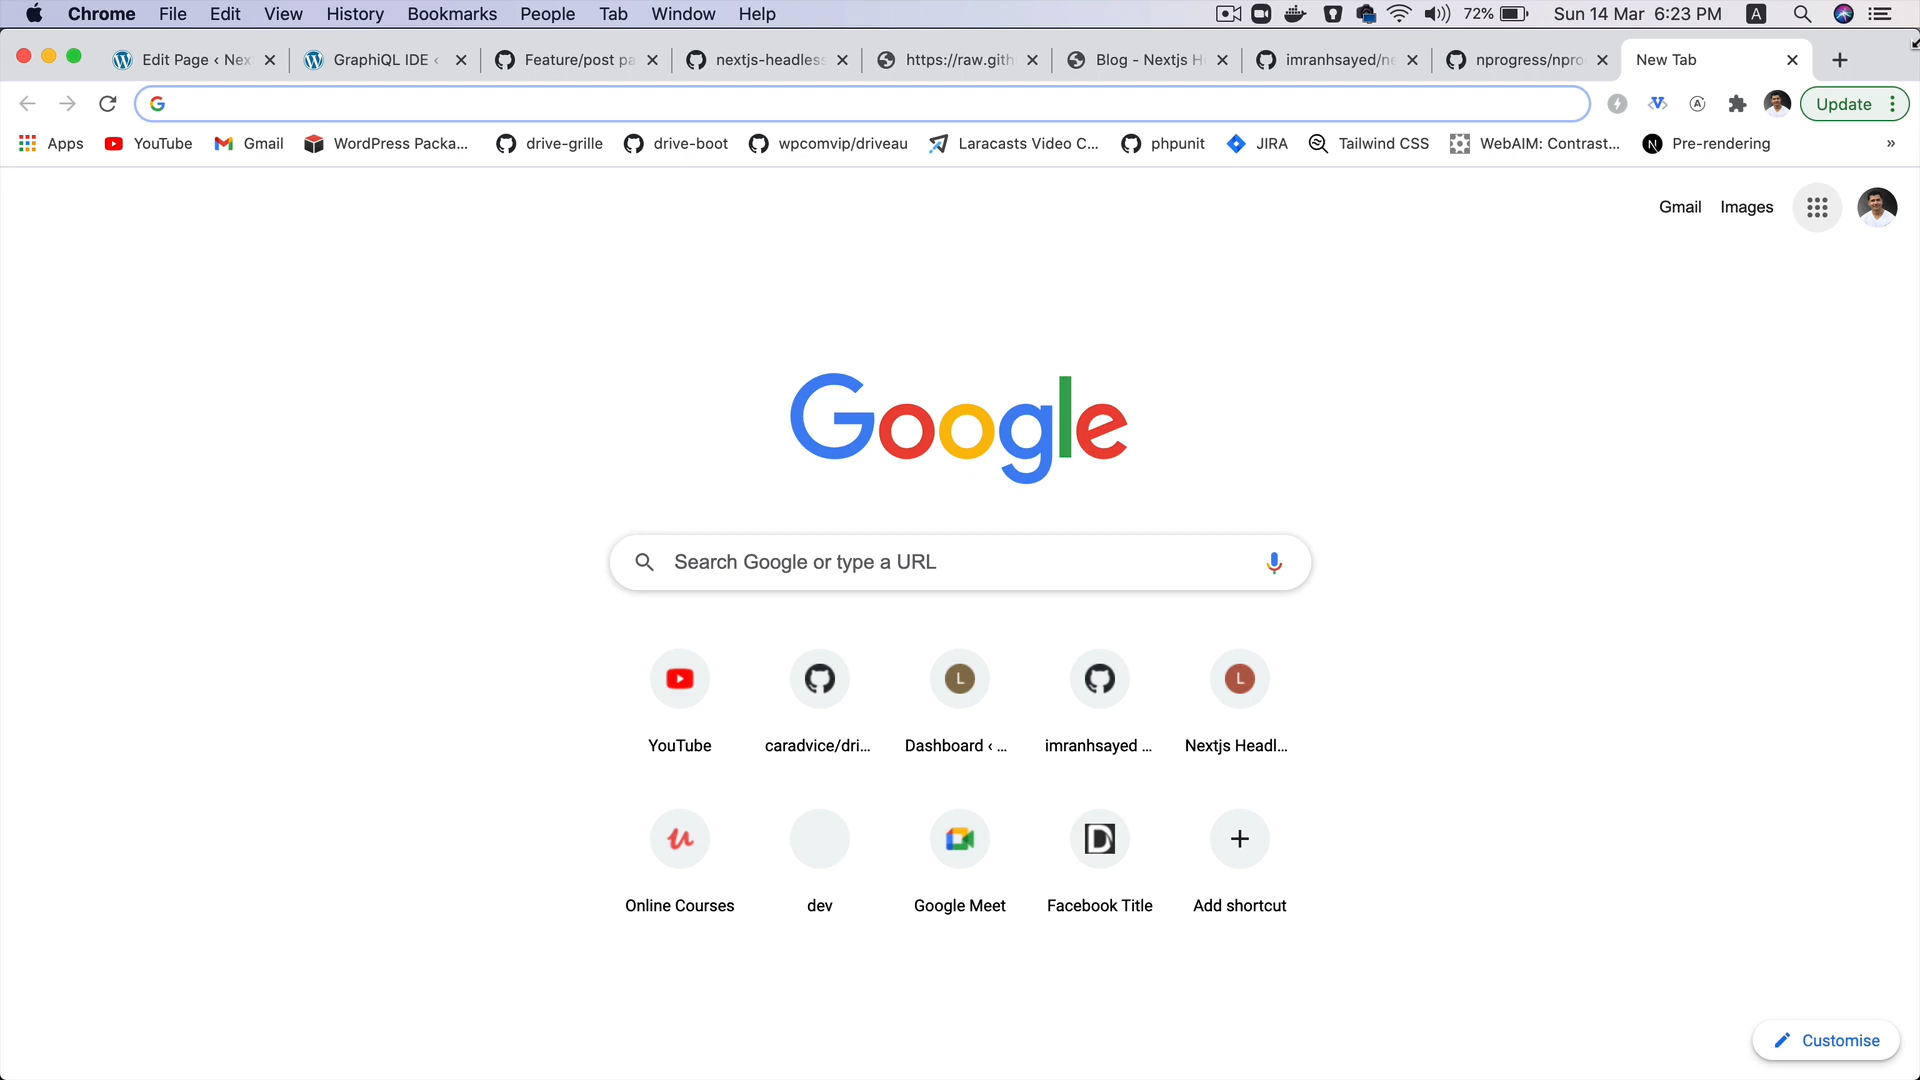 Chrome File Edit View History Bookmarks People Tab Window Help 72% Sun 14 Mar 6:23 PM A
Edit Page ‹ Nex GraphiQL IDE ‹ Feature/post pa nextjs-headless https://raw.gith Blog - Nextjs H imranhsayed/ne nprogress/npro New Tab
Update
Apps YouTube Gmail WordPress Packa... drive-grille drive-boot wpcomvip/driveau Laracasts Video C... phpunit JIRA Tailwind CSS WebAIM: Contrast... Pre-rendering »
Gmail Images
Google
Search Google or type a URL
L L
YouTube caradvice/dri... Dashboard ‹ ... imranhsayed ... Nextjs Headl...
Online Courses dev Google Meet Facebook Title Add shortcut
Customise